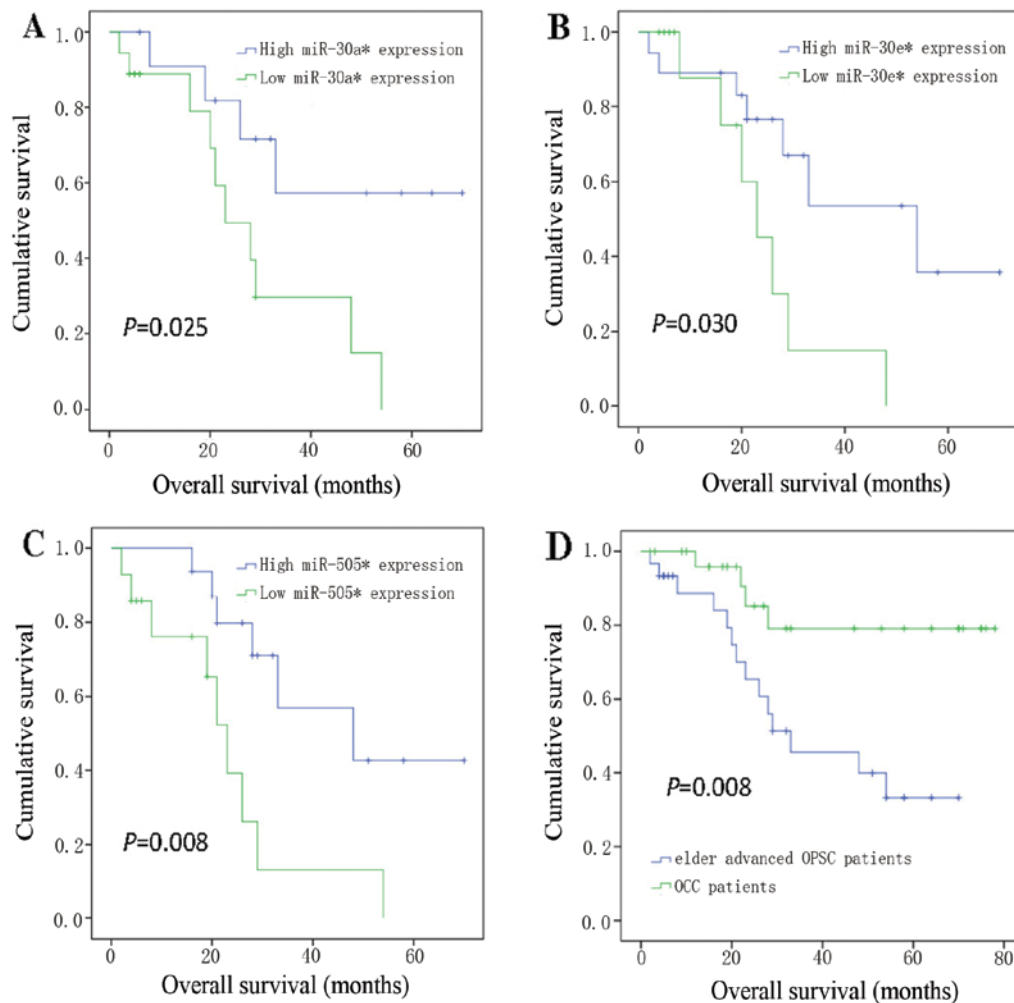 A
High miR-30a* expression
Low miR-30a* expression
Cumulative survival
1.0
0.8
0.6
0.4
0.2
0.0
P=0.025
0 20 40 60
Overall survival (months)
B
High miR-30e* expression
Low miR-30e* expression
Cumulative survival
1.0
0.8
0.6
0.4
0.2
0.0
P=0.030
0 20 40 60
Overall survival (months)
C
High miR-505* expression
Low miR-505* expression
Cumulative survival
1.0
0.8
0.6
0.4
0.2
0.0
P=0.008
0 20 40 60
Overall survival (months)
D
Cumulative survival
1.0
0.8
0.6
0.4
0.2
0.0
P=0.008
elder advanced OPSC patients
OCC patients
0 20 40 60 80
Overall survival (months)